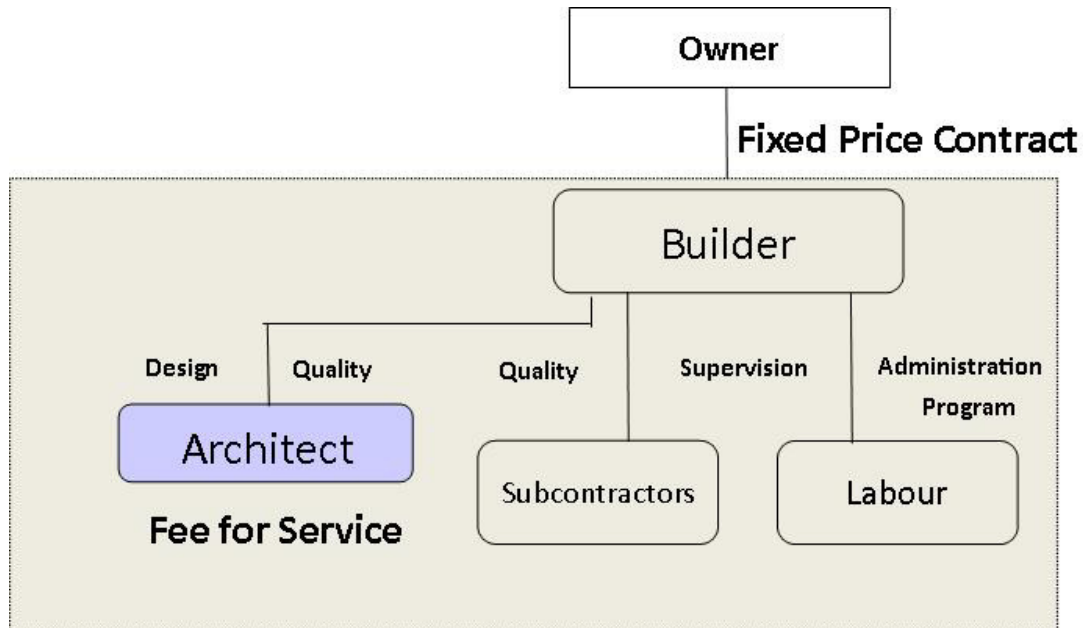 Owner
Fixed Price Contract
Builder
Design Quality Quality Supervision Administration
Program
Architect
Subcontractors
Labour
Fee for Service